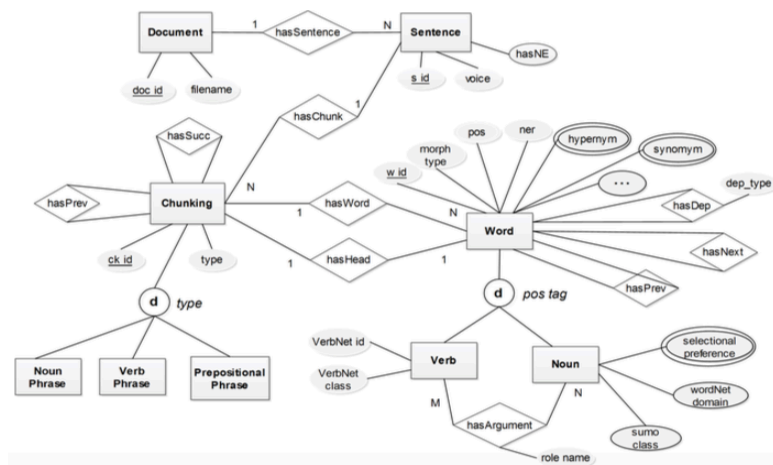 Document
1
hasSentence
N
Sentence
hasNE
doc id
filename
s id
voice
hasChunk
1
hasSucc
pos
ner
hypernym
morph
type
synomym
w id
...
dep_type
hasDep
N
hasPrev
Chunking
1
hasWord
N
Word
hasNext
ck id
type
1
hasHead
1
hasPrev
d
type
d
pos tag
Noun
Phrase
Verb
Phrase
Prepositional
Phrase
VerbNet id
VerbNet
class
Verb
Noun
selectional
preference
wordNet
domain
M
N
hasArgument
sumo
class
role name